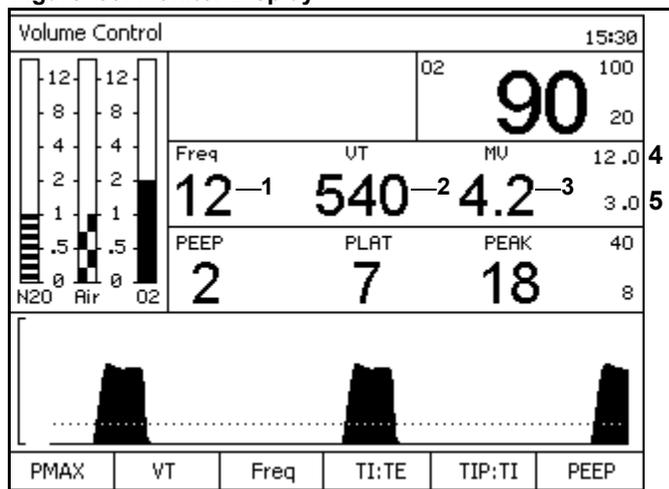 Volume Control 15:30
12 12
8 8
4 4
2 2
1 1
.5 .5
0 0
N2O Air O2
O2 90 100
20
Freq VT MV 12.0 4
12 —1 540 —2 4.2 —3 3.0 5
PEEP PLAT PEAK 40
2 7 18 8
PMAX VT Freq TI:TE TIP:TI PEEP